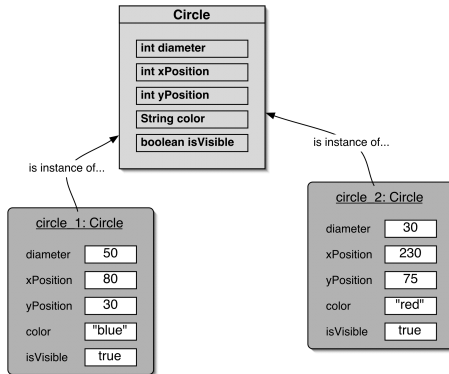 Circle
int diameter
int xPosition
int yPosition
String color
boolean isVisible
is instance of...
is instance of...
circle_1: Circle
diameter 50
xPosition 80
yPosition 30
color "blue"
isVisible true
circle_2: Circle
diameter 30
xPosition 230
yPosition 75
color "red"
isVisible true